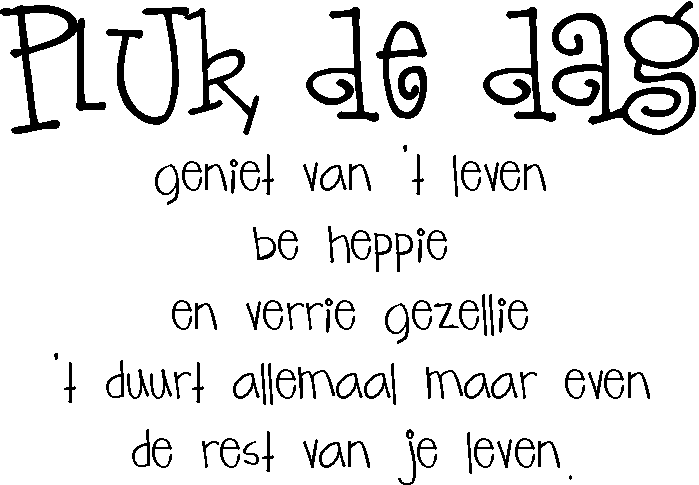 Pluk de dag
geniet van 't leven
be heppie
en verrie gezellie
't duurt allemaal maar even
de rest van je leven.